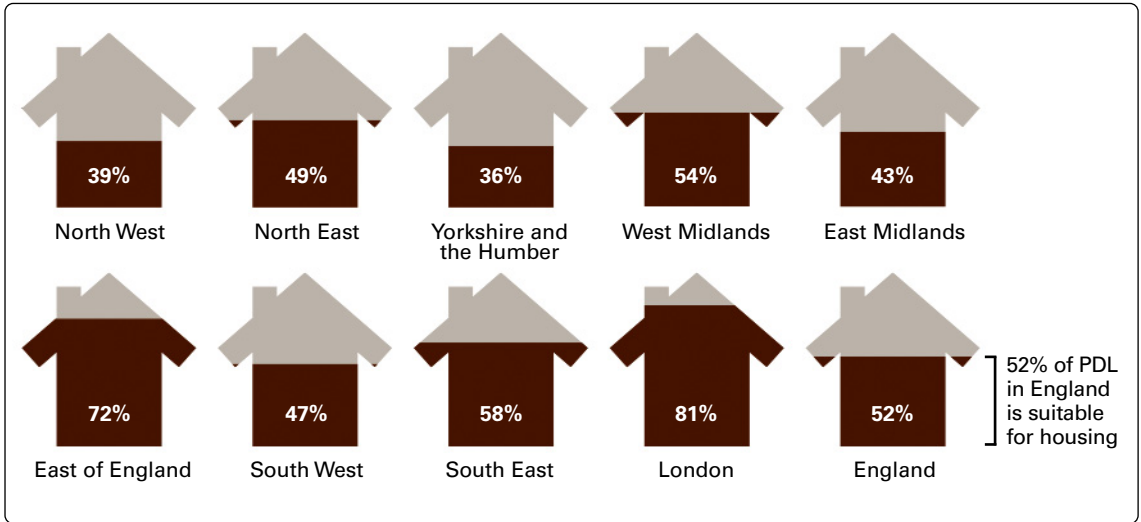 39%
49%
36%
54%
43%
North West
North East
Yorkshire and
the Humber
West Midlands
East Midlands
72%
47%
58%
81%
52%
52% of PDL
in England
is suitable
for housing
East of England
South West
South East
London
England